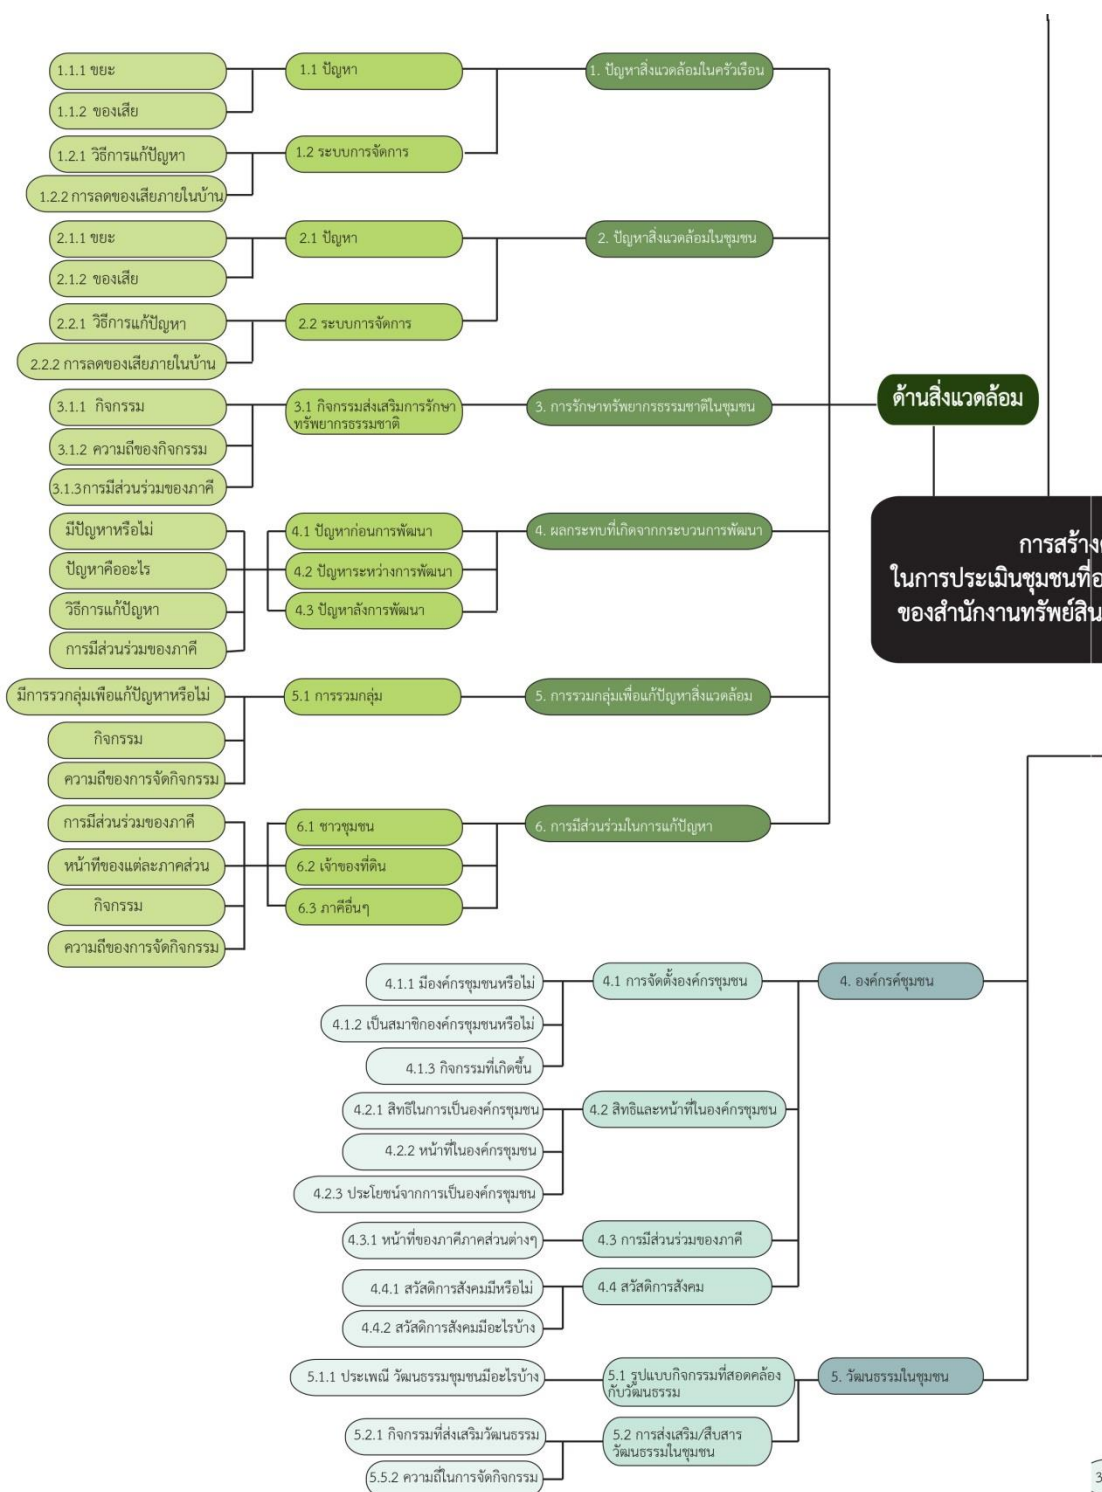 1.1.1 ขยะ
1.1 ปัญหา
1. ปัญหาสิ่งแวดล้อมในครัวเรือน
1.1.2 ของเสีย
1.2.1 วิธีการแก้ปัญหา
1.2 ระบบการจัดการ
1.2.2 การลดของเสียภายในบ้าน
2.1.1 ขยะ
2.1 ปัญหา
2. ปัญหาสิ่งแวดล้อมในชุมชน
2.1.2 ของเสีย
2.2.1 วิธีการแก้ปัญหา
2.2 ระบบการจัดการ
2.2.2 การลดของเสียภายในบ้าน
ด้านสิ่งแวดล้อม
3.1.1 กิจกรรม
3.1 กิจกรรมส่งเสริมการรักษา
ทรัพยากรธรรมชาติ
3. การรักษาทรัพยากรธรรมชาติในชุมชน
3.1.2 ความถีของกิจกรรม
3.1.3การมีส่วนร่วมของภาคี
มีปัญหาหรือไม่
4.1 ปัญหาก่อนการพัฒนา
4. ผลกระทบที่เกิดจากกระบวนการพัฒนา
ปัญหาคืออะไร
4.2 ปัญหาระหว่างการพัฒนา
วิธีการแก้ปัญหา
4.3 ปัญหาลังการพัฒนา
การมีส่วนร่วมของภาคี
การสร้าง
ในการประเมินชุมชนที่อ
ของสำนักงานทรัพย์สิน
มีการรวกลุ่มเพือแก้ปัญหาหรือไม่
5.1 การรวมกลุ่ม
5. การรวมกลุ่มเพื่อแก้ปัญหาสิ่งแวดล้อม
กิจกรรม
ความถีของการจัดกิจกรรม
การมีส่วนร่วมของภาคี
6.1 ชาวชุมชน
6. การมีส่วนร่วมในการแก้ปัญหา
หน้าทีของแต่ละภาคส่วน
6.2 เจ้าของที่ดิน
กิจกรรม
6.3 ภาคีอื่นๆ
ความถีของการจัดกิจกรรม
4.1.1 มีองค์กรชุมชนหรือไม่
4.1 การจัดตั้งองค์กรชุมชน
4. องค์กรค์ชุมชน
4.1.2 เป็นสมาชิกองค์กรชุมชนหรือไม่
4.1.3 กิจกรรมที่เกิดขึ้น
4.2.1 สิทธิในการเป็นองค์กรชุมชน
4.2 สิทธิและหน้าที่ในองค์กรชุมชน
4.2.2 หน้าที่ในองค์กรชุมชน
4.2.3 ประโยชน์จากการเป็นองค์กรชุมชน
4.3.1 หน้าที่ของภาคีภาคส่วนต่างๆ
4.3 การมีส่วนร่วมของภาคี
4.4.1 สวัสดิการสังคมมีหรือไม่
4.4 สวัสดิการสังคม
4.4.2 สวัสดิการสังคมมีอะไรบ้าง
5.1.1 ประเพณี วัฒนธรรมชุมชนมีอะไรบ้าง
5.1 รูปแบบกิจกรรมที่สอดคล้อง
กับวัฒนธรรม
5. วัฒนธรรมในชุมชน
5.2.1 กิจกรรมที่ส่งเสริมวัฒนธรรม
5.2 การส่งเสริม/สืบสาร
วัฒนธรรมในชุมชน
5.5.2 ความถี่ในการจัดกิจกรรม
3